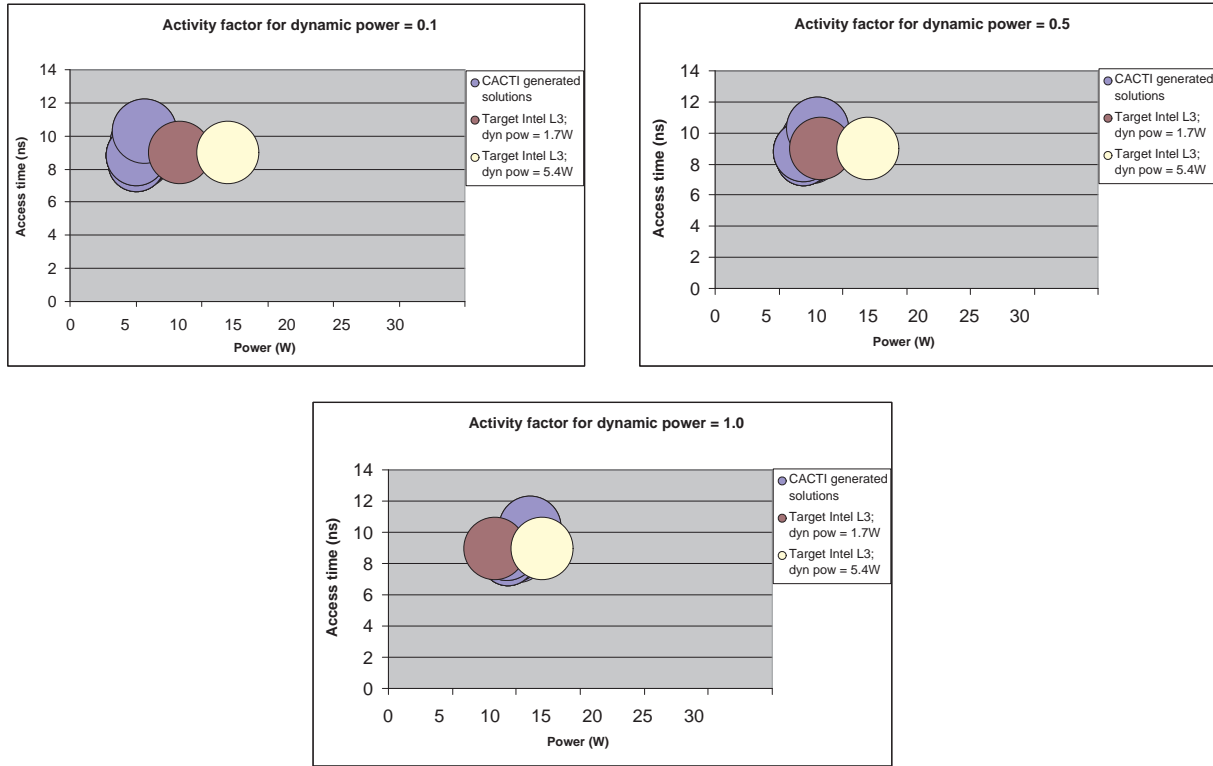 Activity factor for dynamic power = 0.1
14
12
10
8
6
4
2
0
Access time (ns)
0 5 10 15 20 25 30
Power (W)
CACTI generated
solutions
Target Intel L3;
dyn pow = 1.7W
Target Intel L3;
dyn pow = 5.4W
Activity factor for dynamic power = 0.5
14
12
10
8
6
4
2
0
Access time (ns)
0 5 10 15 20 25 30
Power (W)
CACTI generated
solutions
Target Intel L3;
dyn pow = 1.7W
Target Intel L3;
dyn pow = 5.4W
Activity factor for dynamic power = 1.0
14
12
10
8
6
4
2
0
Access time (ns)
0 5 10 15 20 25 30
Power (W)
CACTI generated
solutions
Target Intel L3;
dyn pow = 1.7W
Target Intel L3;
dyn pow = 5.4W